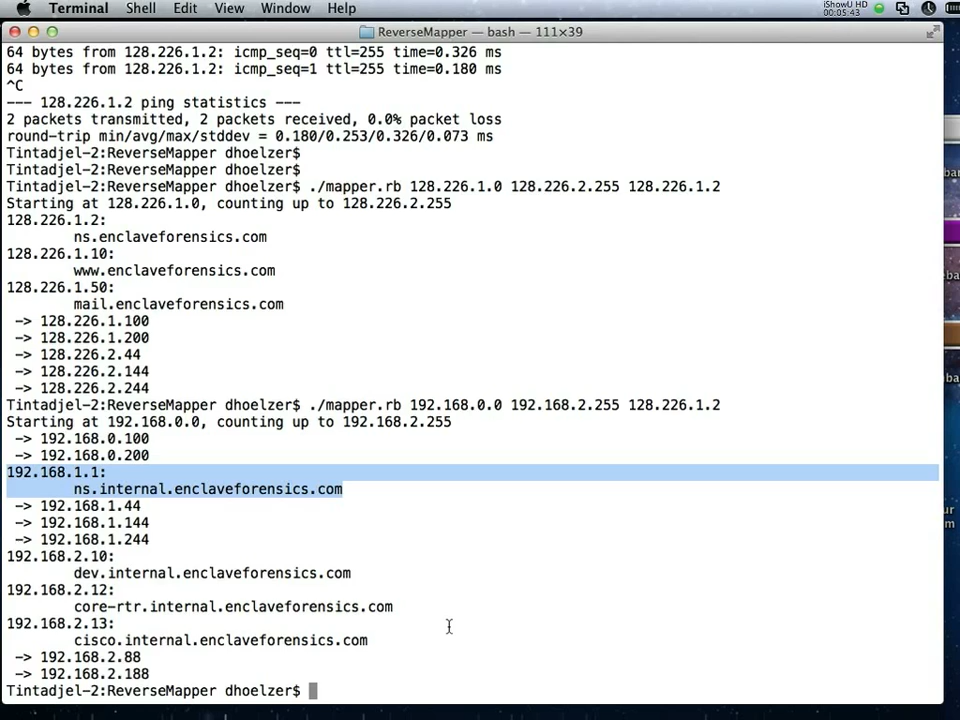 Terminal Shell Edit View Window Help
iShowU HD
00:05:43
ReverseMapper — bash — 111×39
64 bytes from 128.226.1.2: icmp_seq=0 ttl=255 time=0.326 ms
64 bytes from 128.226.1.2: icmp_seq=1 ttl=255 time=0.180 ms
^C
--- 128.226.1.2 ping statistics ---
2 packets transmitted, 2 packets received, 0.0% packet loss
round-trip min/avg/max/stddev = 0.180/0.253/0.326/0.073 ms
Tintadjel-2:ReverseMapper dhoelzer$
Tintadjel-2:ReverseMapper dhoelzer$
Tintadjel-2:ReverseMapper dhoelzer$ ./mapper.rb 128.226.1.0 128.226.2.255 128.226.1.2
Starting at 128.226.1.0, counting up to 128.226.2.255
128.226.1.2:
ns.enclaveforensics.com
128.226.1.10:
www.enclaveforensics.com
128.226.1.50:
mail.enclaveforensics.com
-> 128.226.1.100
-> 128.226.1.200
-> 128.226.2.44
-> 128.226.2.144
-> 128.226.2.244
Tintadjel-2:ReverseMapper dhoelzer$ ./mapper.rb 192.168.0.0 192.168.2.255 128.226.1.2
Starting at 192.168.0.0, counting up to 192.168.2.255
-> 192.168.0.100
-> 192.168.0.200
192.168.1.1:
ns.internal.enclaveforensics.com
-> 192.168.1.44
-> 192.168.1.144
-> 192.168.1.244
192.168.2.10:
dev.internal.enclaveforensics.com
192.168.2.12:
core-rtr.internal.enclaveforensics.com
192.168.2.13:
cisco.internal.enclaveforensics.com
-> 192.168.2.88
-> 192.168.2.188
Tintadjel-2:ReverseMapper dhoelzer$